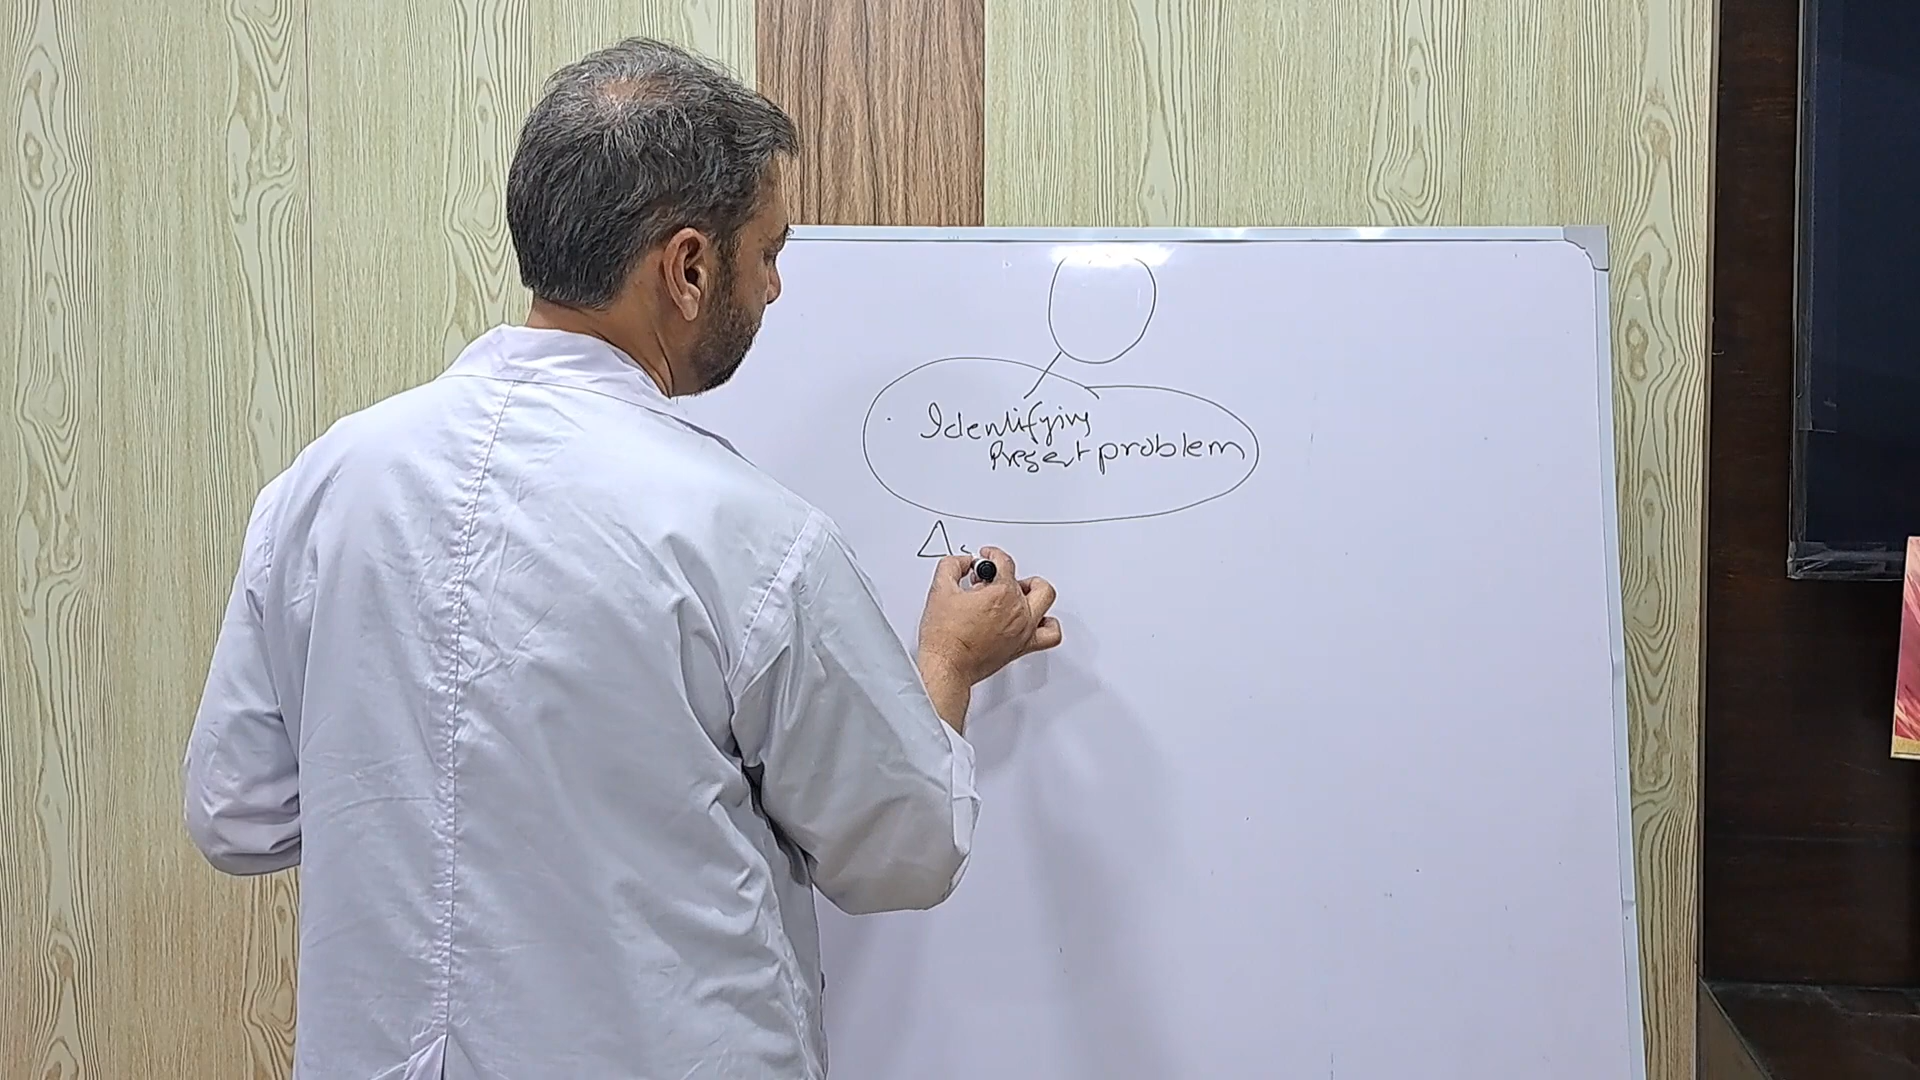 Identifying
Present problem
Δ